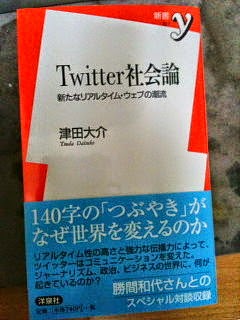 新書
y
Twitter社会論
新たなリアルタイム・ウェブの潮流
津田大介
Tsuda Daisuke
140字の「つぶやき」が
なぜ世界を変えるのか
リアルタイム性の高さと強力な伝播力によって、
ツイッターはコミュニケーションを変えた。
ジャーナリズム、政治、ビジネスの世界に、何が
起きているのか?
勝間和代さんとの
スペシャル対談収録
洋泉社